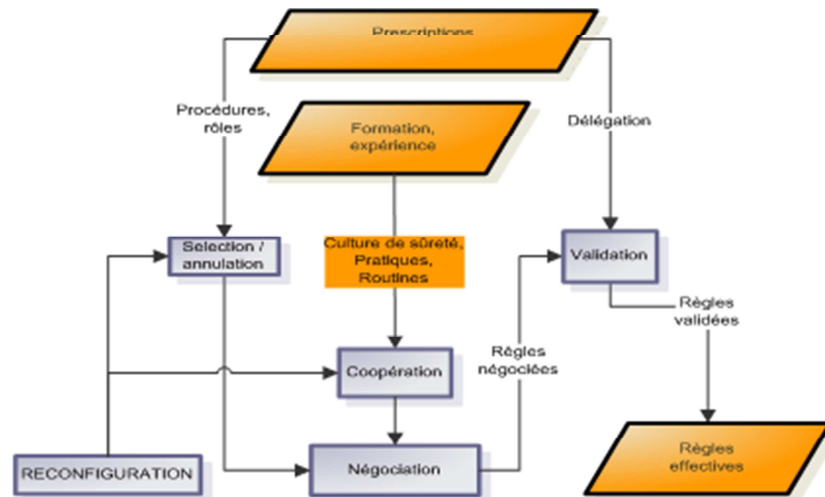 Prescriptions
Procédures,
rôles
Formation,
expérience
Délégation
Selection /
annulation
Culture de sûreté,
Pratiques,
Routines
Validation
Règles
validées
Règles
négociées
Coopération
RECONFIGURATION
Négociation
Règles
effectives